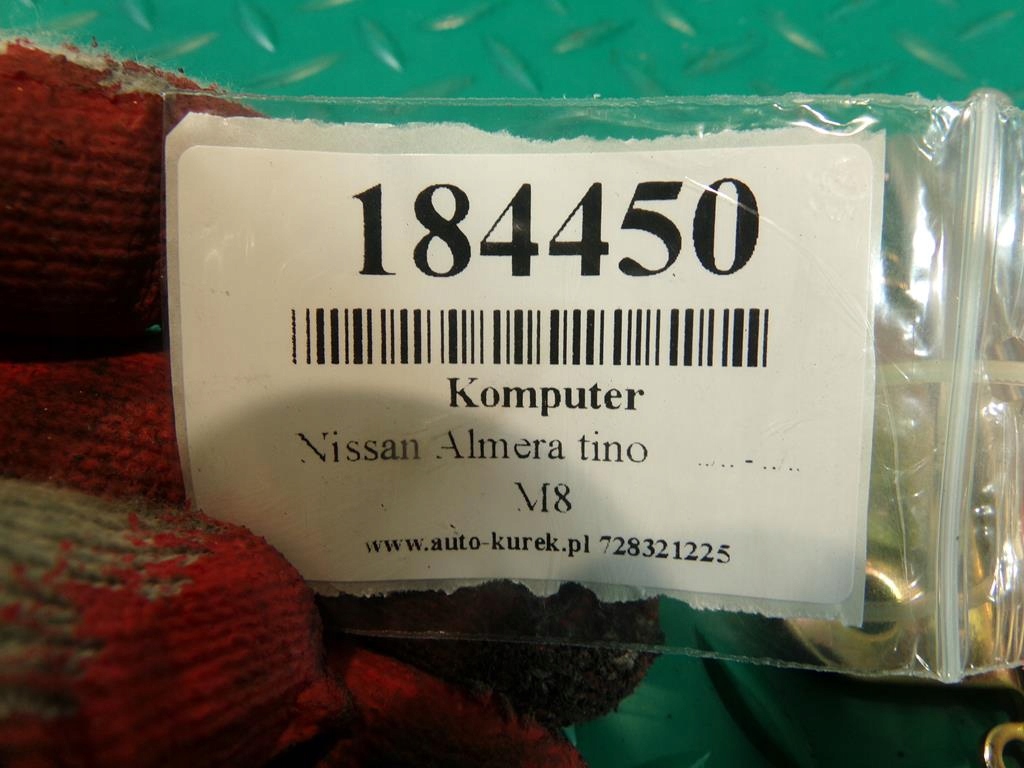 184450
Komputer
Nissan Almera tino
M8
www.auto-kurek.pl 728321225